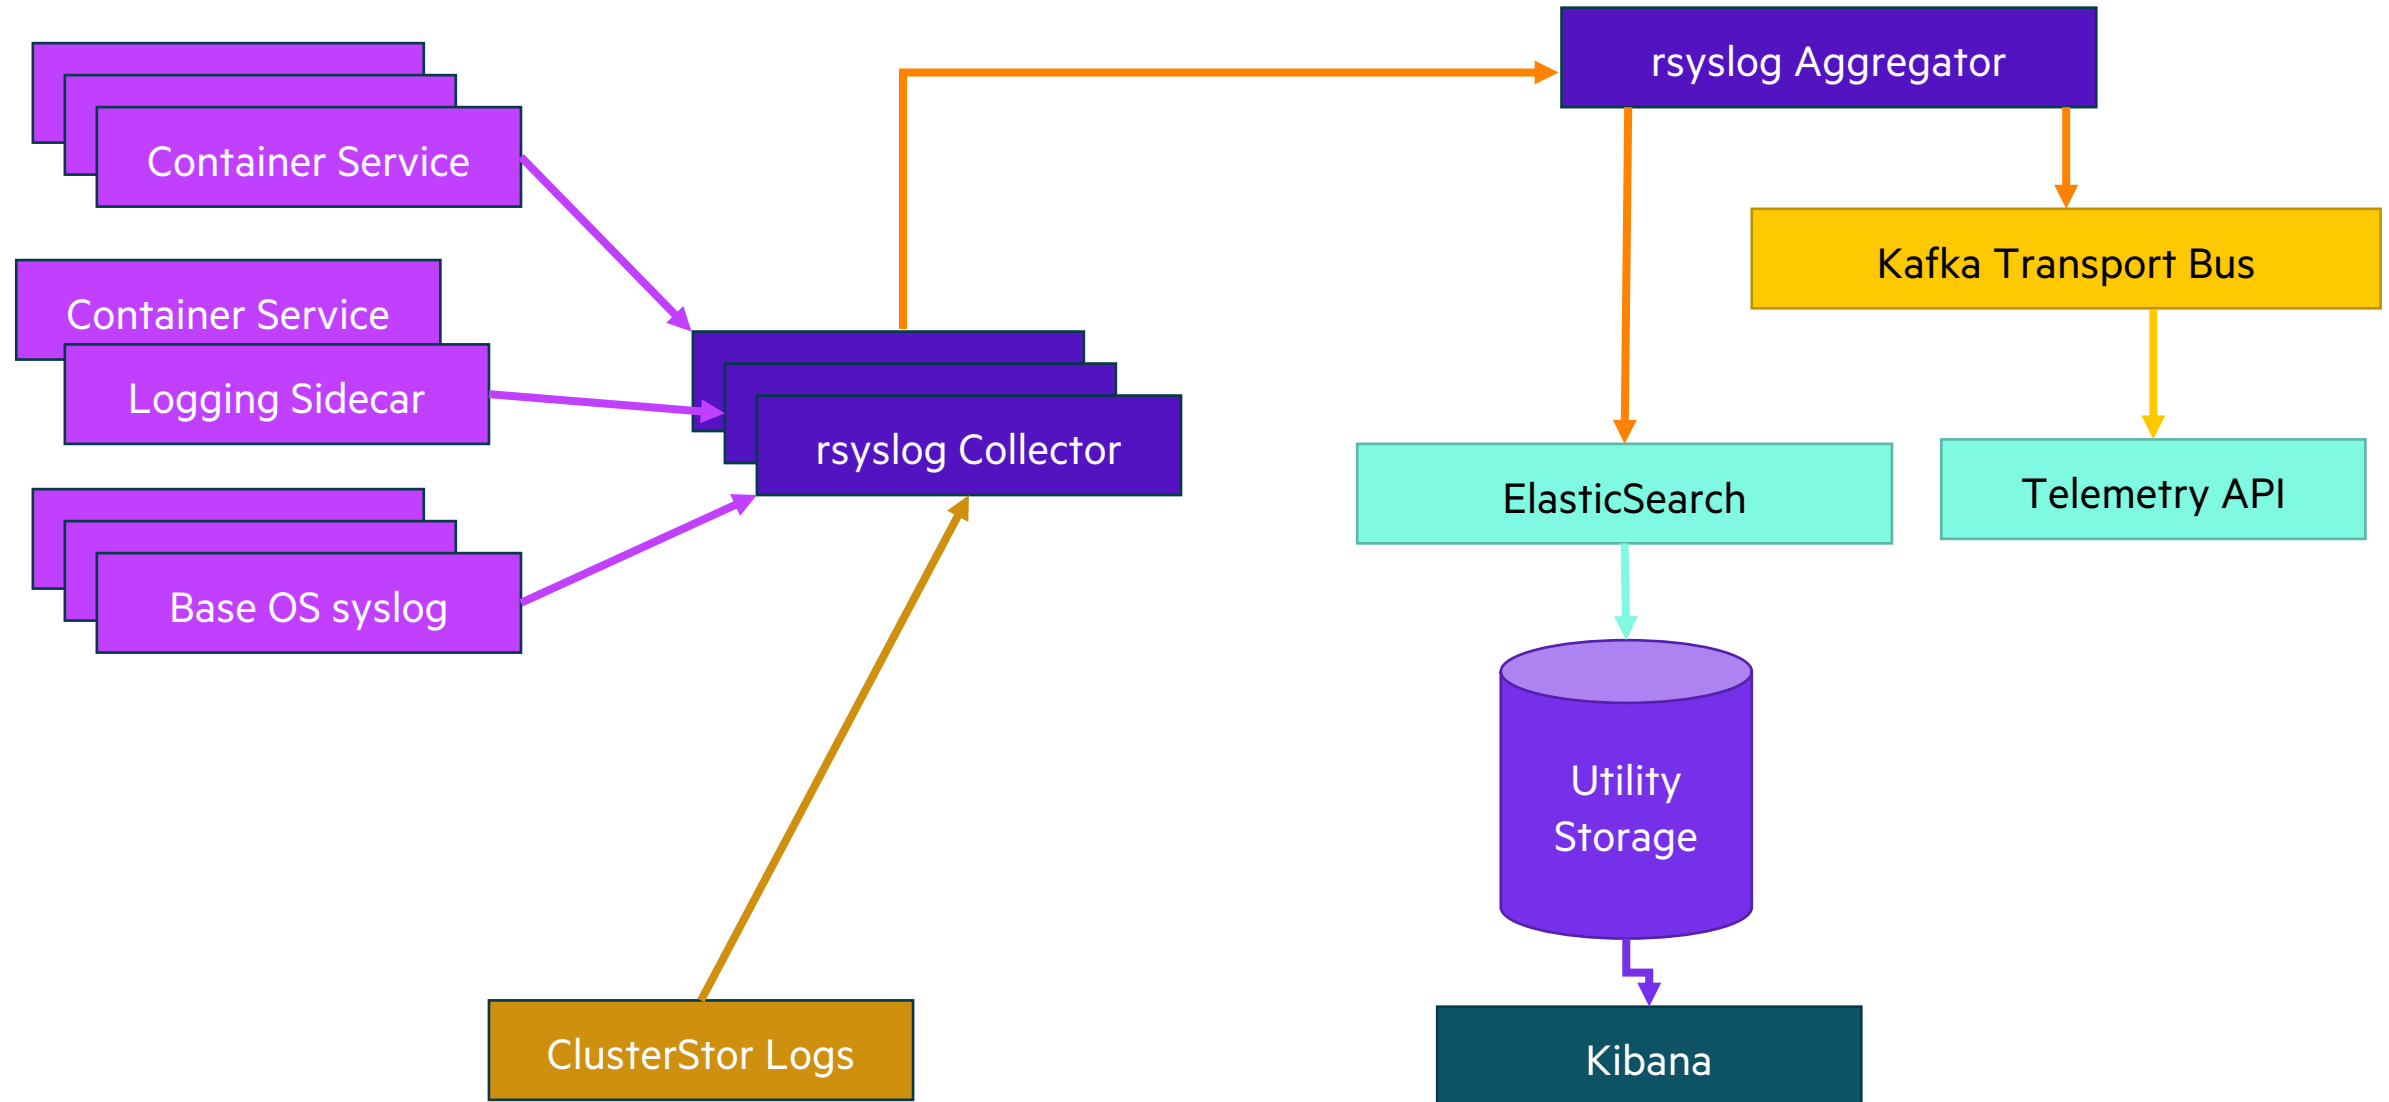 rsyslog Aggregator
Container Service
Kafka Transport Bus
Container Service
Logging Sidecar
rsyslog Collector
ElasticSearch
Telemetry API
Base OS syslog
Utility
Storage
ClusterStor Logs
Kibana